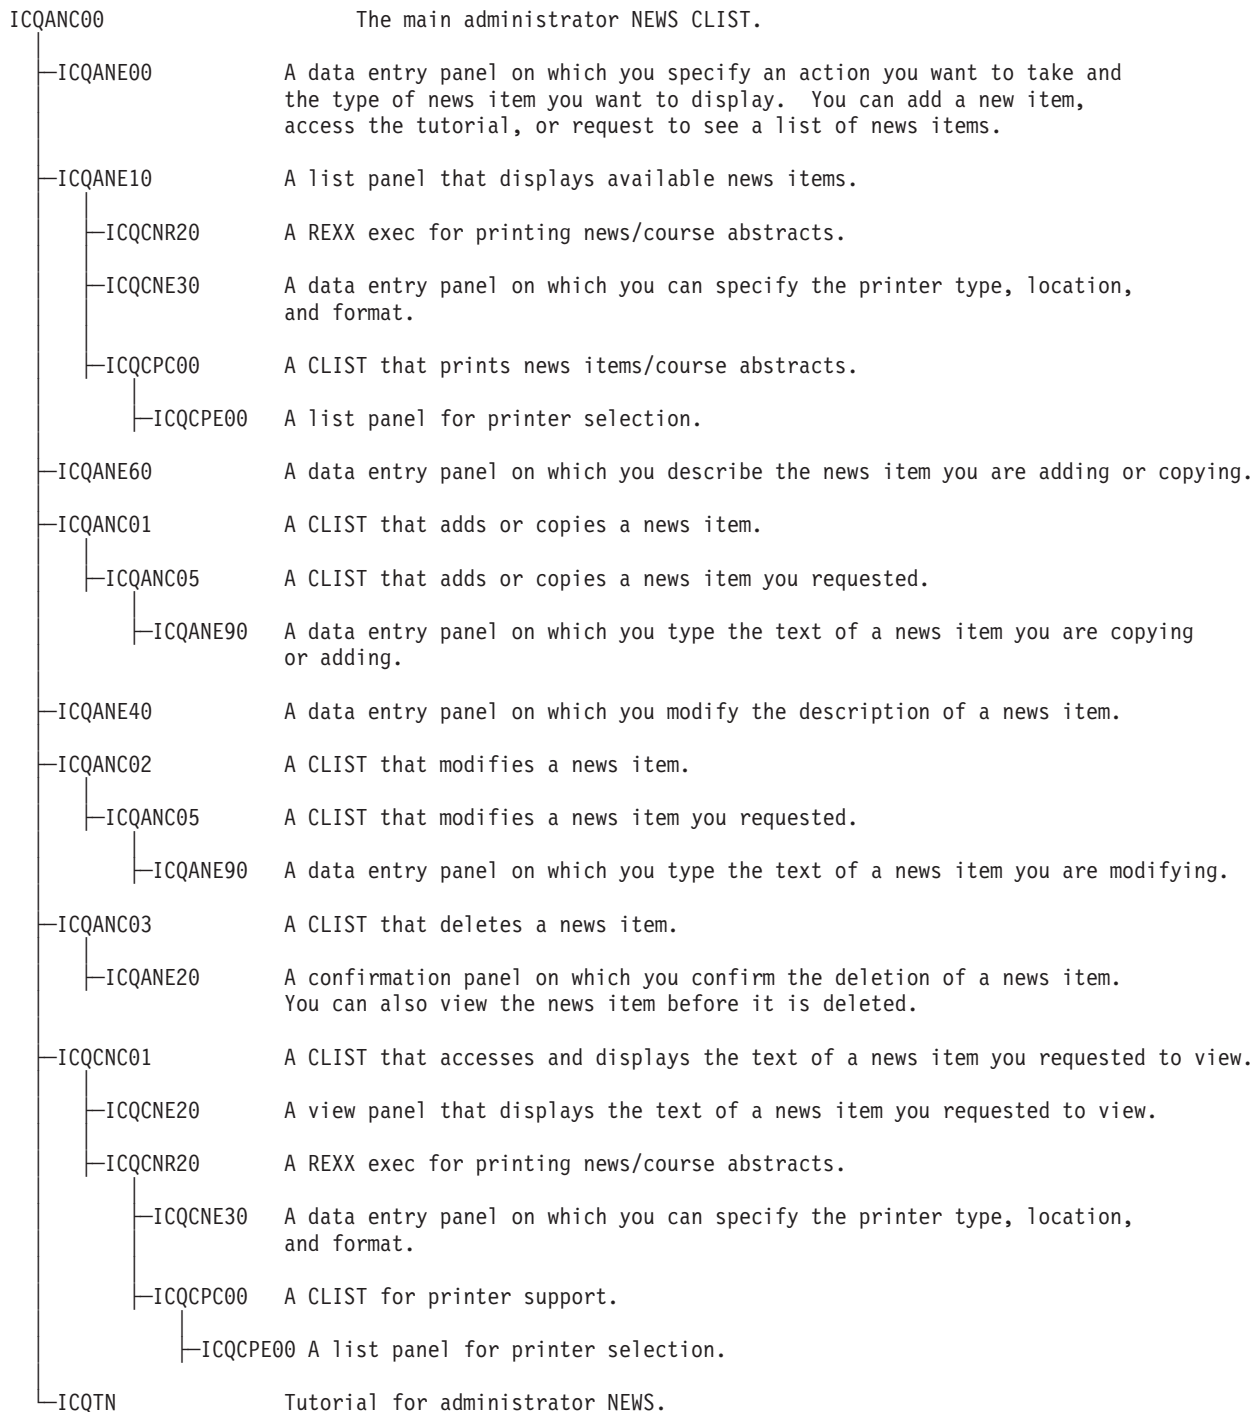 ICQANC00 The main administrator NEWS CLIST.
ICQANE00 A data entry panel on which you specify an action you want to take and
the type of news item you want to display. You can add a new item,
access the tutorial, or request to see a list of news items.
ICQANE10 A list panel that displays available news items.
ICQCNR20 A REXX exec for printing news/course abstracts.
ICQCNE30 A data entry panel on which you can specify the printer type, location,
and format.
ICQCPC00 A CLIST that prints news items/course abstracts.
ICQCPE00 A list panel for printer selection.
ICQANE60 A data entry panel on which you describe the news item you are adding or copying.
ICQANC01 A CLIST that adds or copies a news item.
ICQANC05 A CLIST that adds or copies a news item you requested.
ICQANE90 A data entry panel on which you type the text of a news item you are copying
or adding.
ICQANE40 A data entry panel on which you modify the description of a news item.
ICQANC02 A CLIST that modifies a news item.
ICQANC05 A CLIST that modifies a news item you requested.
ICQANE90 A data entry panel on which you type the text of a news item you are modifying.
ICQANC03 A CLIST that deletes a news item.
ICQANE20 A confirmation panel on which you confirm the deletion of a news item.
You can also view the news item before it is deleted.
ICQCNC01 A CLIST that accesses and displays the text of a news item you requested to view.
ICQCNE20 A view panel that displays the text of a news item you requested to view.
ICQCNR20 A REXX exec for printing news/course abstracts.
ICQCNE30 A data entry panel on which you can specify the printer type, location,
and format.
ICQCPC00 A CLIST for printer support.
ICQCPE00 A list panel for printer selection.
ICQTN Tutorial for administrator NEWS.